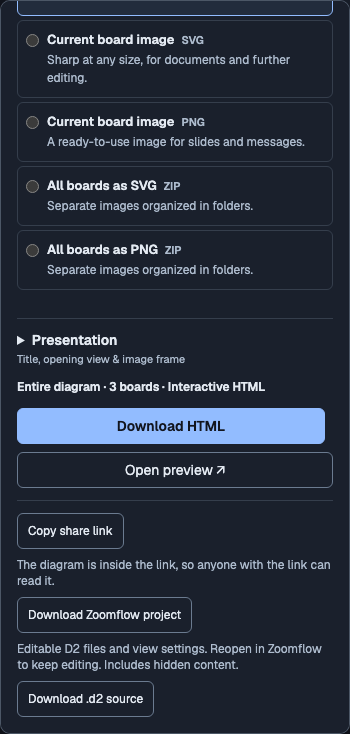 Current board image SVG
Sharp at any size, for documents and further
editing.
Current board image PNG
A ready-to-use image for slides and messages.
All boards as SVG ZIP
Separate images organized in folders.
All boards as PNG ZIP
Separate images organized in folders.
▶ Presentation
Title, opening view & image frame
Entire diagram · 3 boards · Interactive HTML
Download HTML
Open preview ↗
Copy share link
The diagram is inside the link, so anyone with the link can
read it.
Download Zoomflow project
Editable D2 files and view settings. Reopen in Zoomflow
to keep editing. Includes hidden content.
Download .d2 source